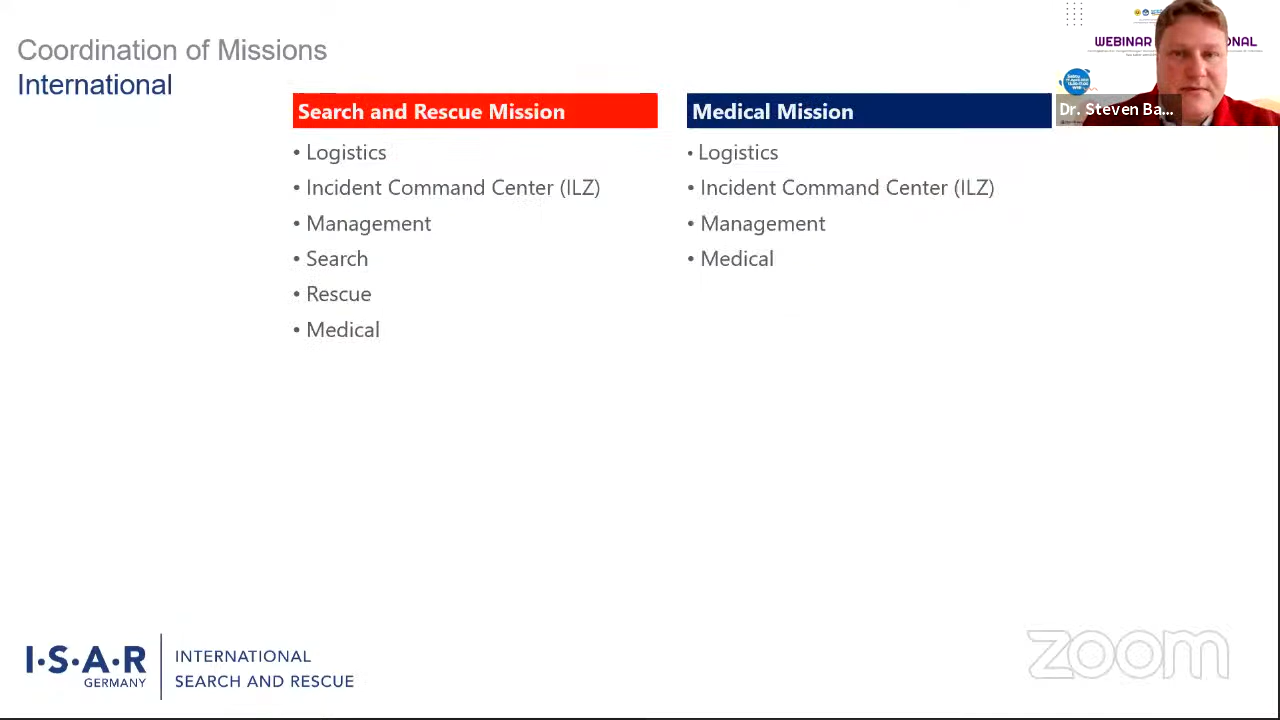 Coordination of Missions
International
Search and Rescue Mission
• Logistics
• Incident Command Center (ILZ)
• Management
• Search
• Rescue
• Medical
Medical Mission
• Logistics
• Incident Command Center (ILZ)
• Management
• Medical
WEBINAR
Dr. Steven Ba...
I·S·A·R
GERMANY
INTERNATIONAL
SEARCH AND RESCUE
zoom